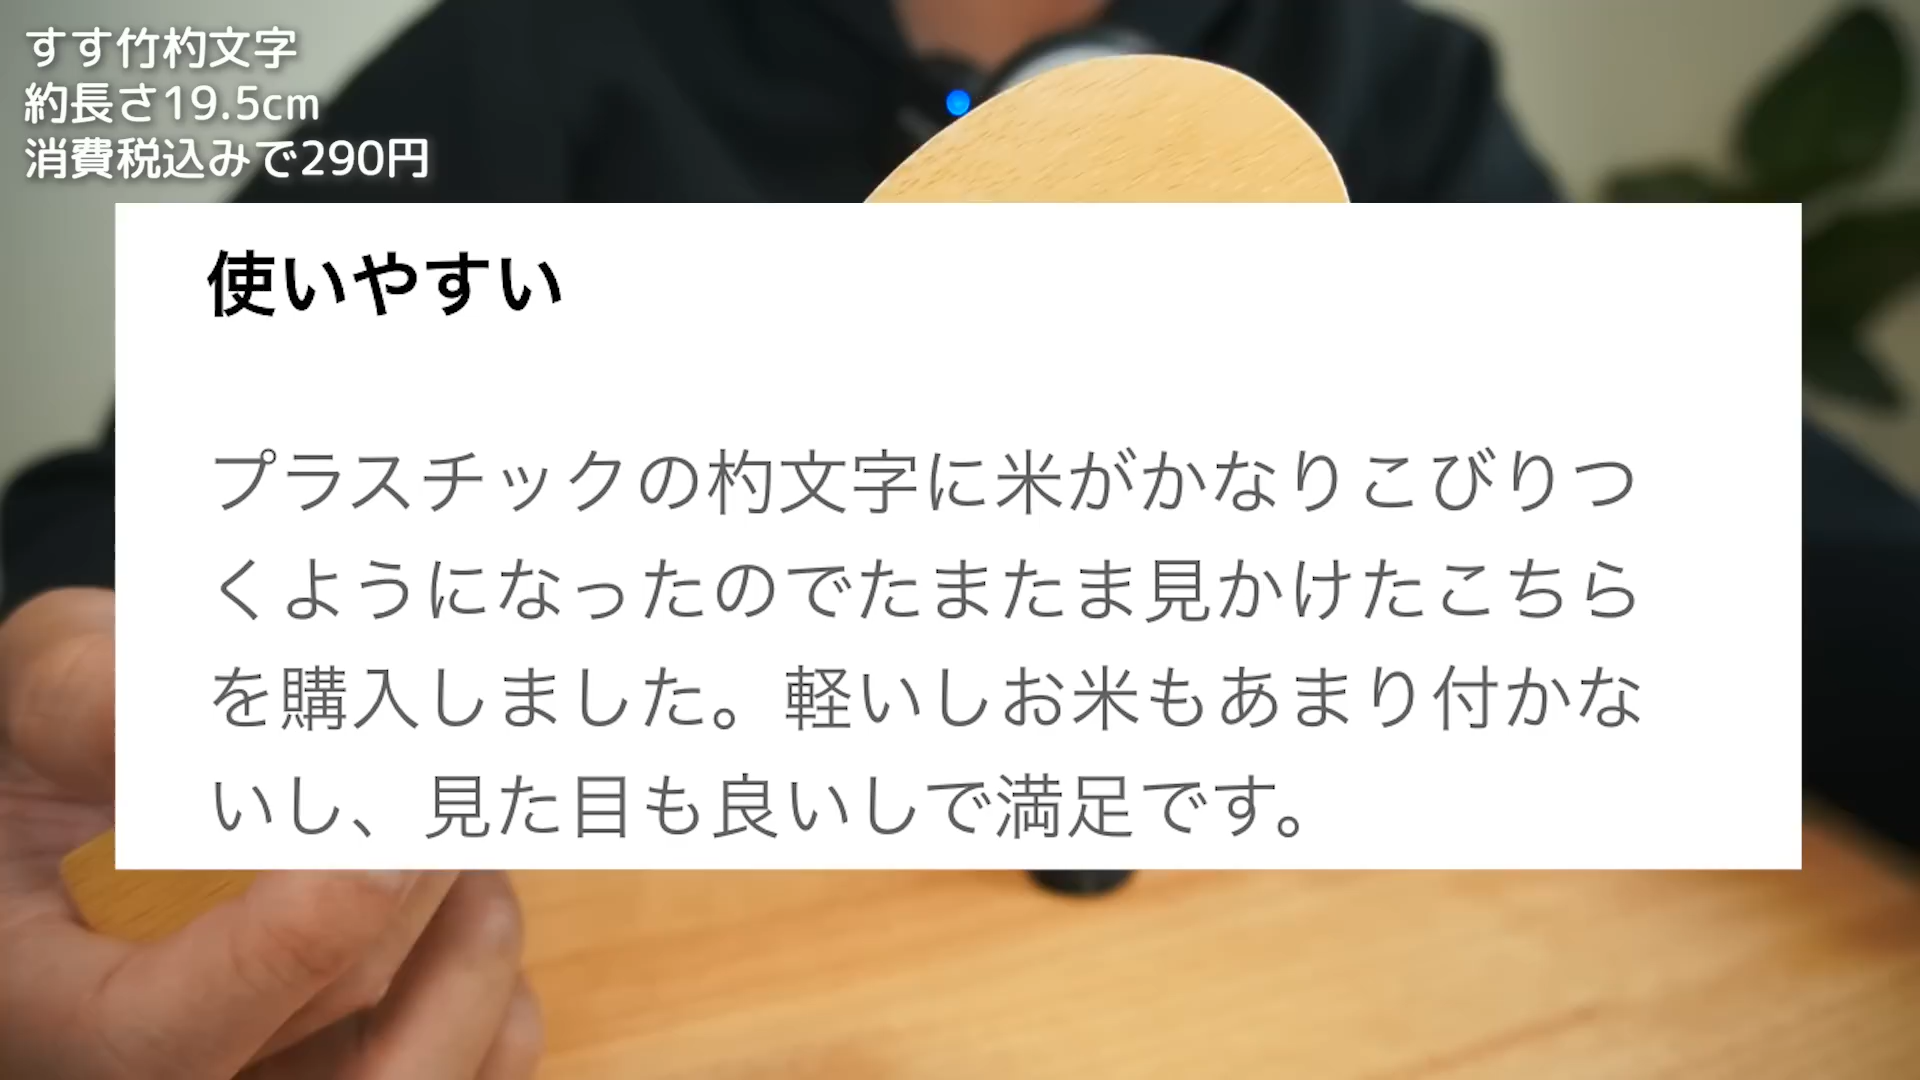 すす竹杓文字
約長さ19.5cm
消費税込みで290円
使いやすい
プラスチックの杓文字に米がかなりこびりつ
くようになったのでたまたま見かけたこちら
を購入しました。軽いしお米もあまり付かな
いし、見た目も良いしで満足です。